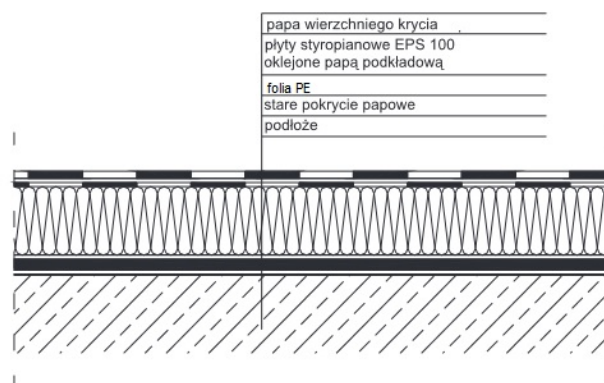 papa wierzchniego krycia
płyty styropianowe EPS 100
oklejone papą podkładową
folia PE
stare pokrycie papowe
podłoże